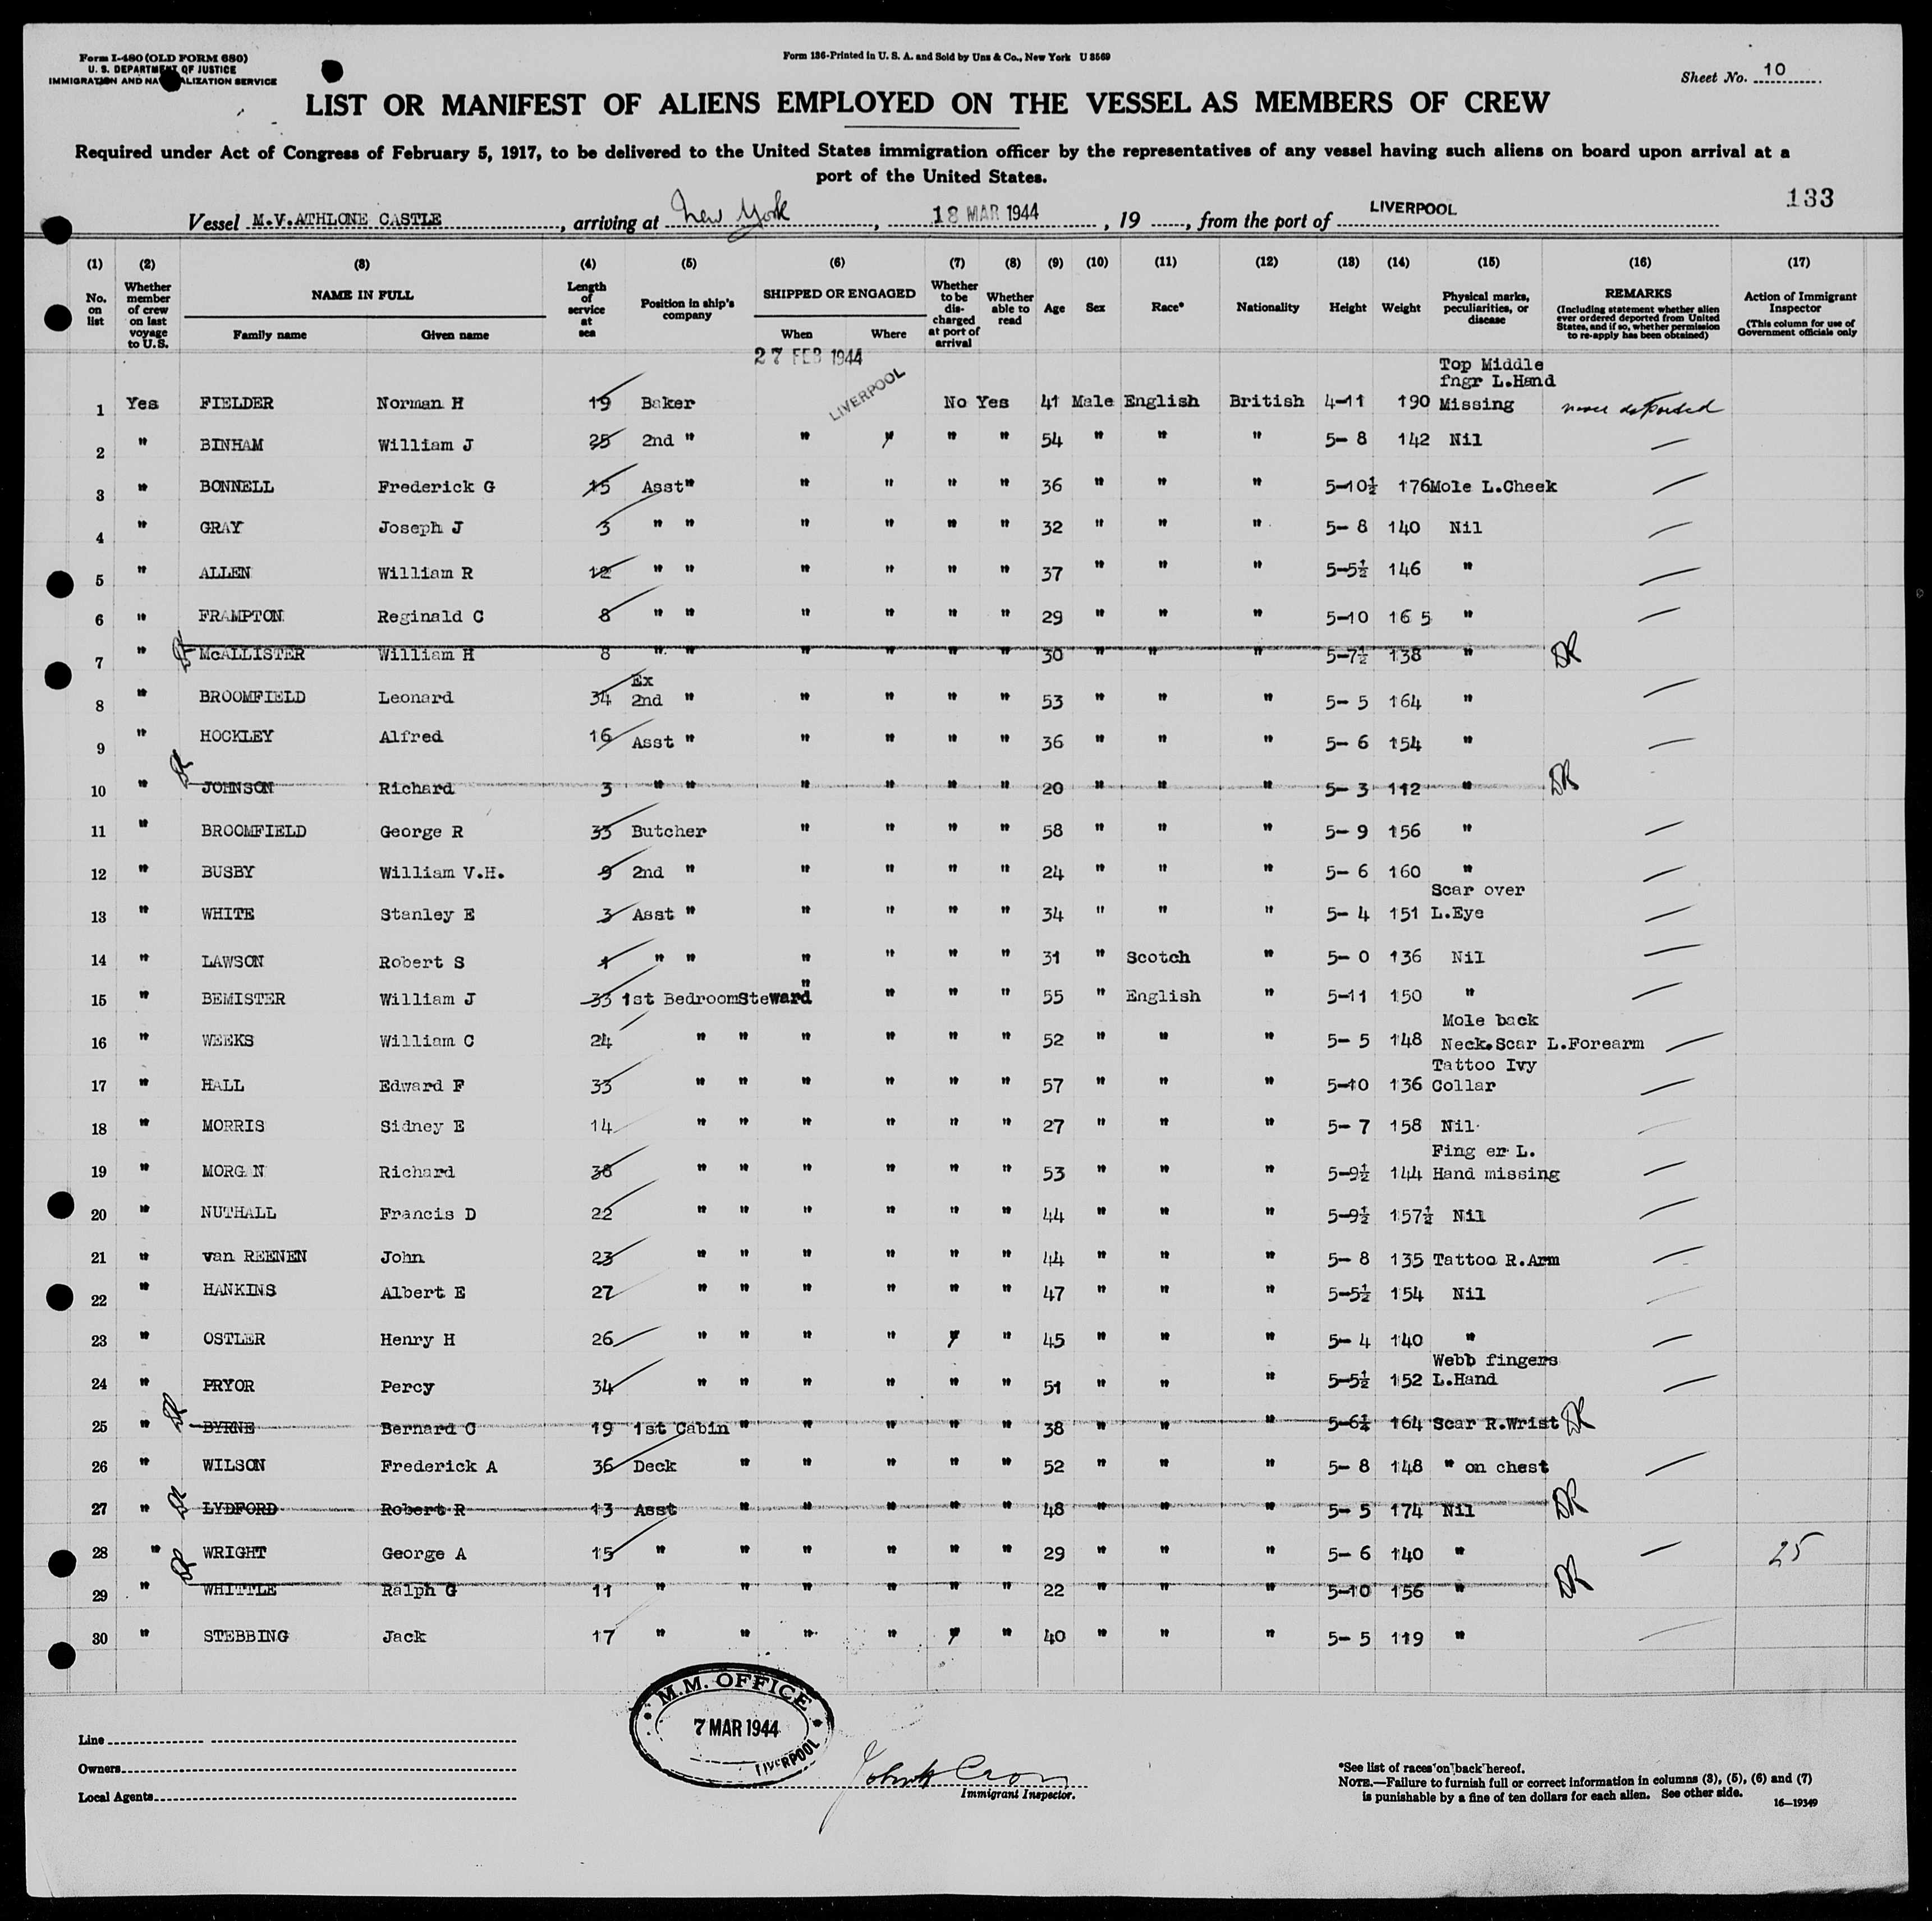 Form I-480 (OLD FORM 680)
U. S. DEPARTMENT OF JUSTICE
IMMIGRATION AND NATURALIZATION SERVICE
Form 136-Printed in U. S. A. and Sold by Unz & Co., New York U 3569
Sheet No. 10
LIST OR MANIFEST OF ALIENS EMPLOYED ON THE VESSEL AS MEMBERS OF CREW
Required under Act of Congress of February 5, 1917, to be delivered to the United States immigration officer by the representatives of any vessel having such aliens on board upon arrival at a
port of the United States.
133
Vessel M.V.ATHLONE CASTLE, arriving at New York, 18 MAR 1944, 19, from the port of LIVERPOOL
(1) No. on list (2) Whether member of crew on last voyage to U.S. (3) NAME IN FULL Family name Given name (4) Length of service at sea (5) Position in ship's company (6) SHIPPED OR ENGAGED When Where (7) Whether to be discharged at port of arrival (8) Whether able to read (9) Age (10) Sex (11) Race* (12) Nationality (13) Height (14) Weight (15) Physical marks, peculiarities, or disease (16) REMARKS (Including statement whether alien ever ordered deported from United States, and if so, whether permission to re-apply has been obtained) (17) Action of Immigrant Inspector (This column for use of Government officials only
27 FEB 1944
LIVERPOOL
1 Yes FIELDER Norman H 19 Baker No Yes 41 Male English British 4-11 190 Top Middle fngr L.Hand Missing never deported
2 " BINHAM William J 25 2nd " " " " " 54 " " " 5- 8 142 Nil —
3 " BONNELL Frederick G 15 Asst" " " " " 36 " " " 5-10½ 176 Mole L.Cheek —
4 " GRAY Joseph J 3 " " " " " " 32 " " " 5- 8 140 Nil —
5 " ALLEN William R 12 " " " " " " 37 " " " 5-5½ 146 " —
6 " FRAMPTON Reginald C 8 " " " " " " 29 " " " 5-10 16 5 " —
7 " McALLISTER William H 8 " " " " " " 30 " " " 5-7½ 138 " DR
8 " BROOMFIELD Leonard 34 Ex 2nd " " " " " 53 " " " 5- 5 164 " —
9 " HOCKLEY Alfred 16 Asst " " " " " 36 " " " 5- 6 154 " —
10 " JOHNSON Richard 3 " " " " " " 20 " " " 5- 3 112 " DR
11 " BROOMFIELD George R 33 Butcher " " " " 58 " " " 5- 9 156 " —
12 " BUSBY William V.H. 9 2nd " " " " " 24 " " " 5- 6 160 " —
13 " WHITE Stanley E 3 Asst " " " " " 34 " " " 5- 4 151 Scar over L.Eye —
14 " LAWSON Robert S 1 " " " " " " 31 " Scotch " 5- 0 136 Nil —
15 " BEMISTER William J 33 1st BedroomSteward " " " " 55 " English " 5-11 150 " —
16 " WEEKS William C 24 " " " " " " 52 " " " 5- 5 148 Mole back Neck.Scar L.Forearm —
17 " HALL Edward F 33 " " " " " " 57 " " " 5-10 136 Tattoo Ivy Collar —
18 " MORRIS Sidney E 14 " " " " " " 27 " " " 5- 7 158 Nil —
19 " MORG N Richard 38 " " " " " " 53 " " " 5-9½ 144 Fing er L. Hand missing —
20 " NUTHALL Francis D 22 " " " " " " 44 " " " 5-9½ 157½ Nil —
21 " van REENEN John 23 " " " " " " 44 " " " 5- 8 135 Tattoo R.Arm —
22 " HANKINS Albert E 27 " " " " " " 47 " " " 5-5½ 154 Nil —
23 " OSTLER Henry H 26 " " " " " " 45 " " " 5- 4 140 " —
24 " PRYOR Percy 34 " " " " " " 51 " " " 5-5½ 152 Webb fingers L.Hand —
25 " BYRNE Bernard C 19 1st Cabin " " " " " 38 " " " 5-6½ 164 Scar R.Wrist DR
26 " WILSON Frederick A 36 Deck " " " " " 52 " " " 5- 8 148 " on chest —
27 " LYDFORD Robert R 13 Asst " " " " " 48 " " " 5- 5 174 Nil DR
28 " WRIGHT George A 15 " " " " " " 29 " " " 5- 6 140 " — 25
29 " WHITTLE Ralph G 11 " " " " " " 22 " " " 5-10 156 " DR
30 " STEBBING Jack 17 " " " " " " 40 " " " 5- 5 119 " —
M.M. OFFICE
7 MAR 1944
LIVERPOOL
Line
Owners
Local Agents
Immigrant Inspector.
*See list of races on back hereof.
NOTE.—Failure to furnish full or correct information in columns (3), (5), (6) and (7)
is punishable by a fine of ten dollars for each alien. See other side.
16—19349